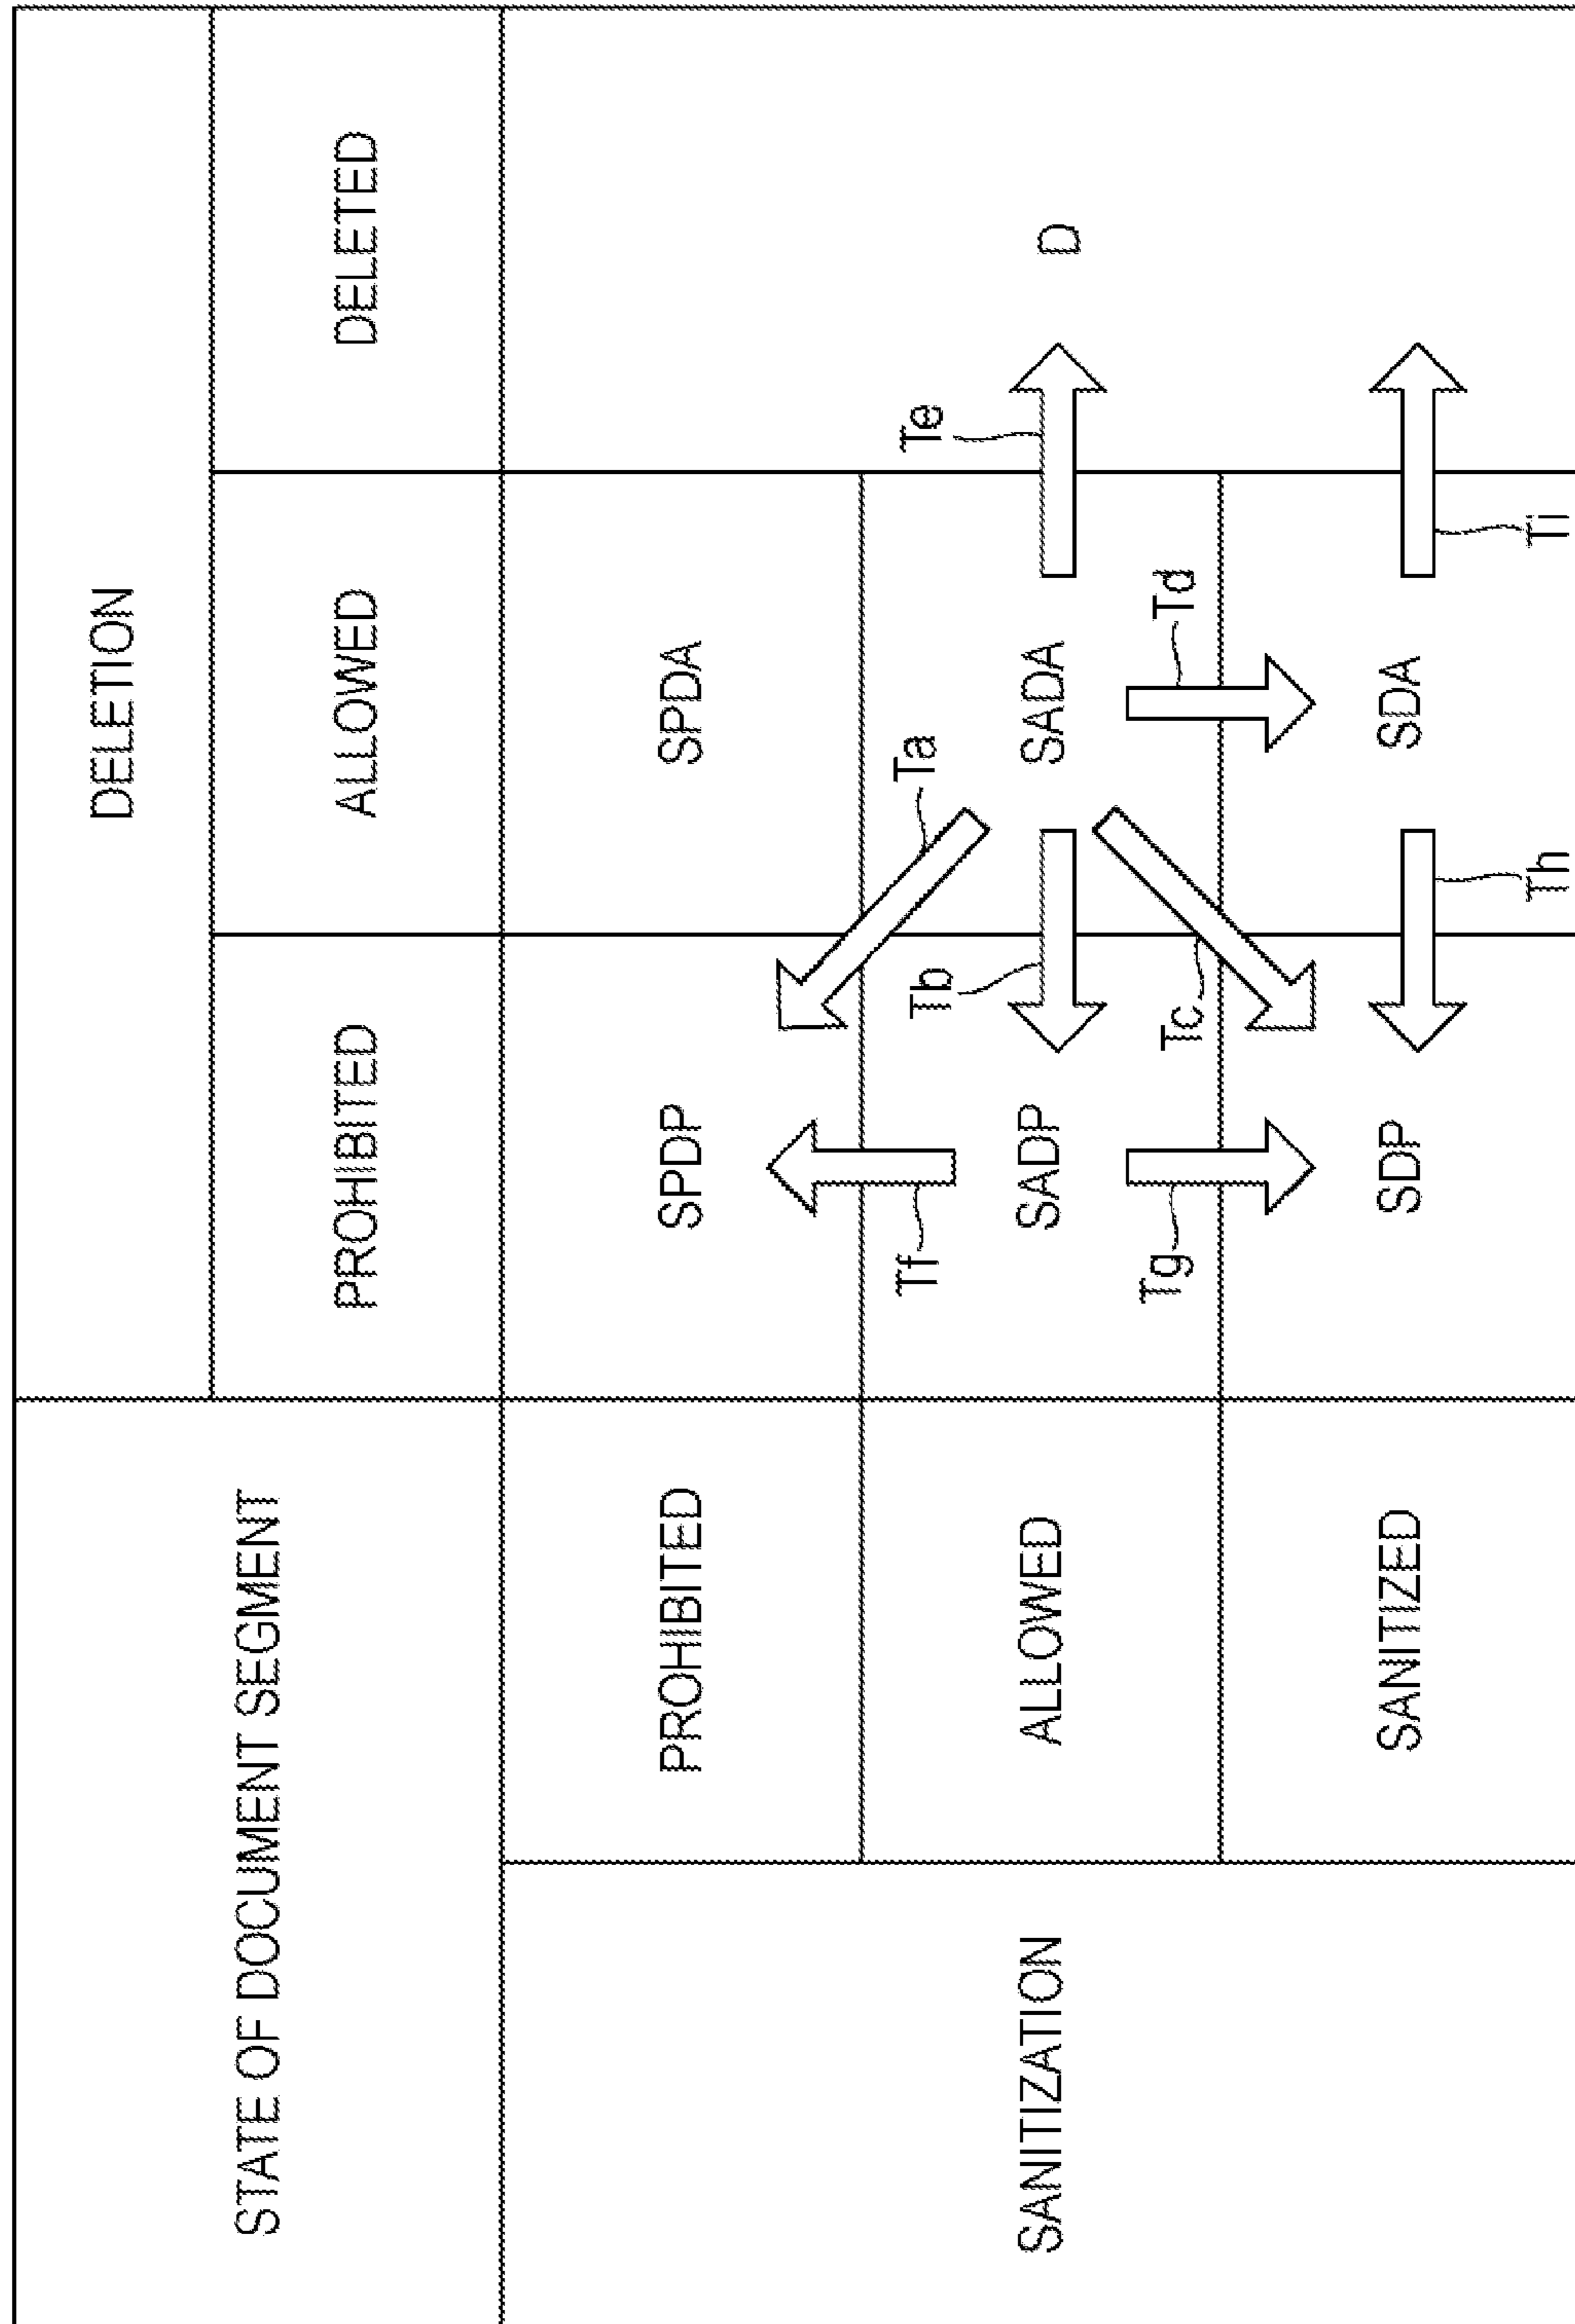 STATE OF DOCUMENT SEGMENT
DELETION
PROHIBITED
ALLOWED
DELETED
SANITIZATION
PROHIBITED
SPDP
SPDA
Ta
Tf
Te
ALLOWED
SADP
Tb
SADA
D
Tg
Tc
Td
SANITIZED
SDP
SDA
Th
Ti